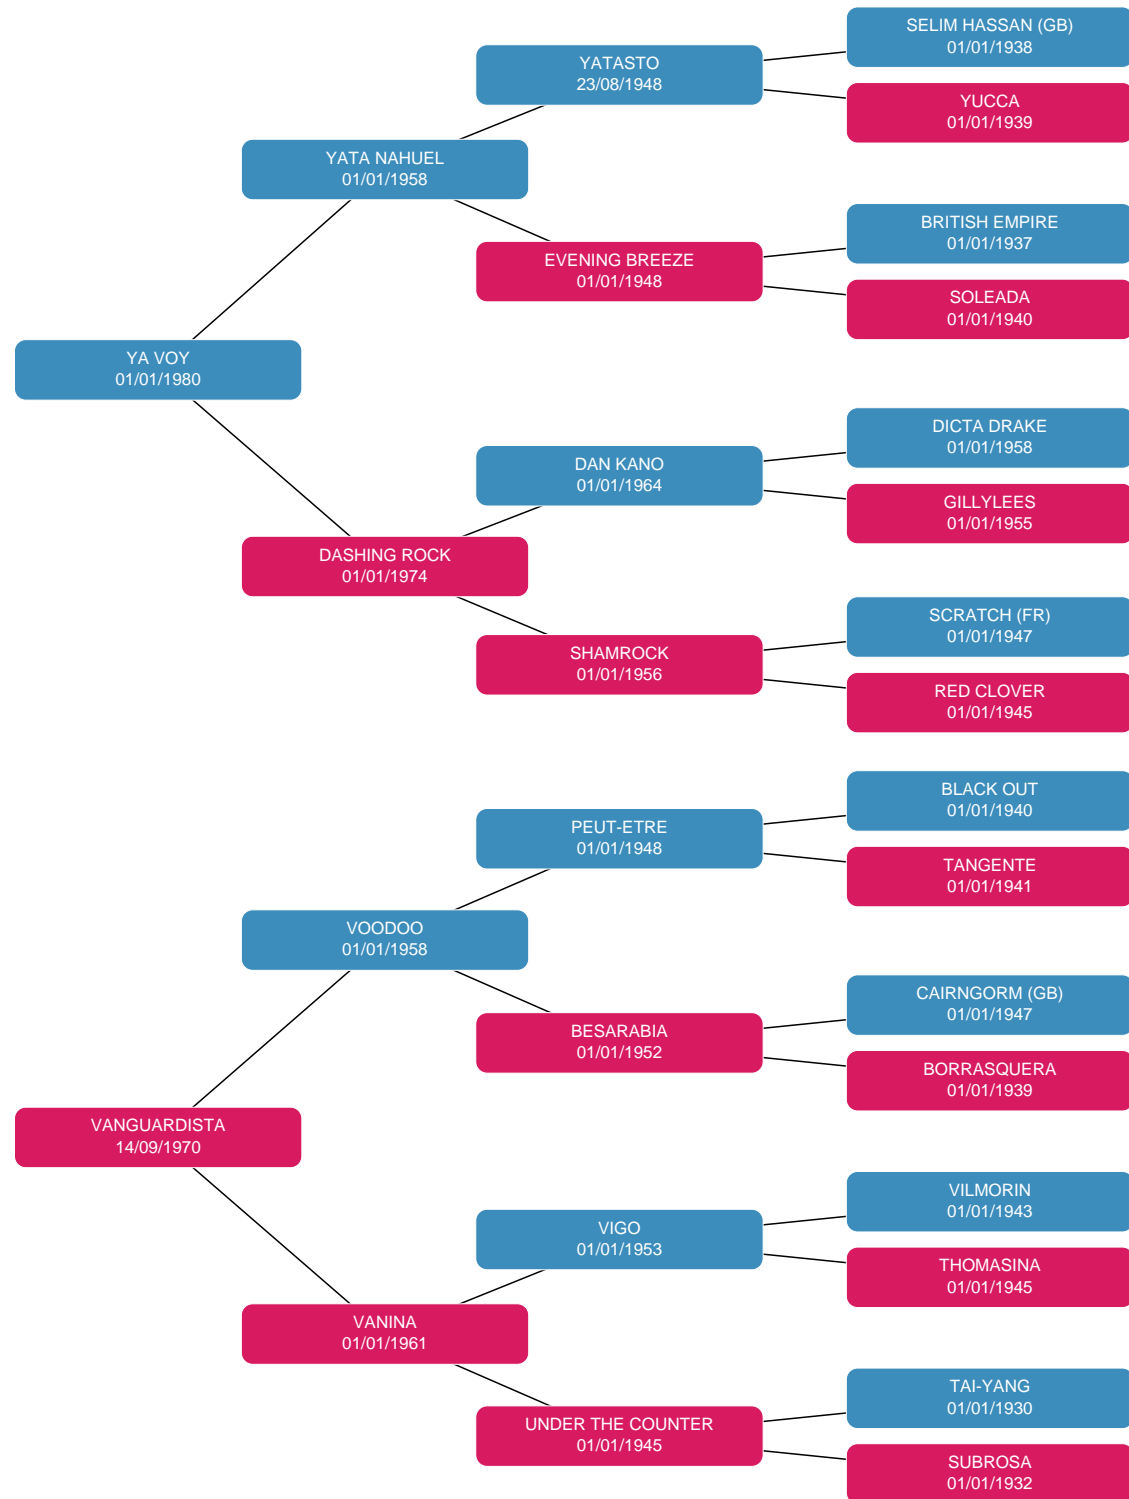 SELIM HASSAN (GB)
01/01/1938
YATASTO
23/08/1948
YUCCA
01/01/1939
YATA NAHUEL
01/01/1958
BRITISH EMPIRE
01/01/1937
EVENING BREEZE
01/01/1948
SOLEADA
01/01/1940
YA VOY
01/01/1980
DICTA DRAKE
01/01/1958
DAN KANO
01/01/1964
GILLYLEES
01/01/1955
DASHING ROCK
01/01/1974
SCRATCH (FR)
01/01/1947
SHAMROCK
01/01/1956
RED CLOVER
01/01/1945
BLACK OUT
01/01/1940
PEUT-ETRE
01/01/1948
TANGENTE
01/01/1941
VOODOO
01/01/1958
CAIRNGORM (GB)
01/01/1947
BESARABIA
01/01/1952
BORRASQUERA
01/01/1939
VANGUARDISTA
14/09/1970
VILMORIN
01/01/1943
VIGO
01/01/1953
THOMASINA
01/01/1945
VANINA
01/01/1961
TAI-YANG
01/01/1930
UNDER THE COUNTER
01/01/1945
SUBROSA
01/01/1932